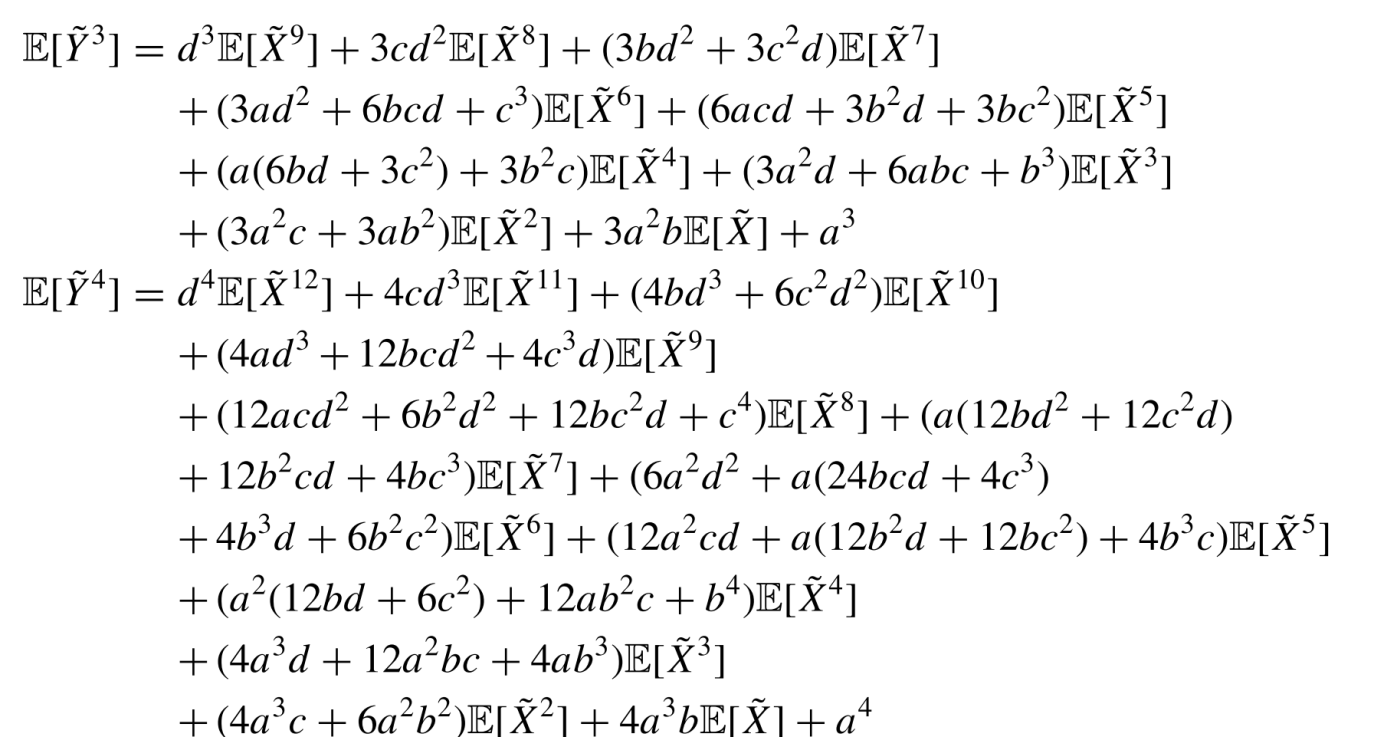 𝔼[Ỹ³] = d³𝔼[X̃⁹] + 3cd²𝔼[X̃⁸] + (3bd² + 3c²d)𝔼[X̃⁷]
+ (3ad² + 6bcd + c³)𝔼[X̃⁶] + (6acd + 3b²d + 3bc²)𝔼[X̃⁵]
+ (a(6bd + 3c²) + 3b²c)𝔼[X̃⁴] + (3a²d + 6abc + b³)𝔼[X̃³]
+ (3a²c + 3ab²)𝔼[X̃²] + 3a²b𝔼[X̃] + a³
𝔼[Ỹ⁴] = d⁴𝔼[X̃¹²] + 4cd³𝔼[X̃¹¹] + (4bd³ + 6c²d²)𝔼[X̃¹⁰]
+ (4ad³ + 12bcd² + 4c³d)𝔼[X̃⁹]
+ (12acd² + 6b²d² + 12bc²d + c⁴)𝔼[X̃⁸] + (a(12bd² + 12c²d)
+ 12b²cd + 4bc³)𝔼[X̃⁷] + (6a²d² + a(24bcd + 4c³)
+ 4b³d + 6b²c²)𝔼[X̃⁶] + (12a²cd + a(12b²d + 12bc²) + 4b³c)𝔼[X̃⁵]
+ (a²(12bd + 6c²) + 12ab²c + b⁴)𝔼[X̃⁴]
+ (4a³d + 12a²bc + 4ab³)𝔼[X̃³]
+ (4a³c + 6a²b²)𝔼[X̃²] + 4a³b𝔼[X̃] + a⁴